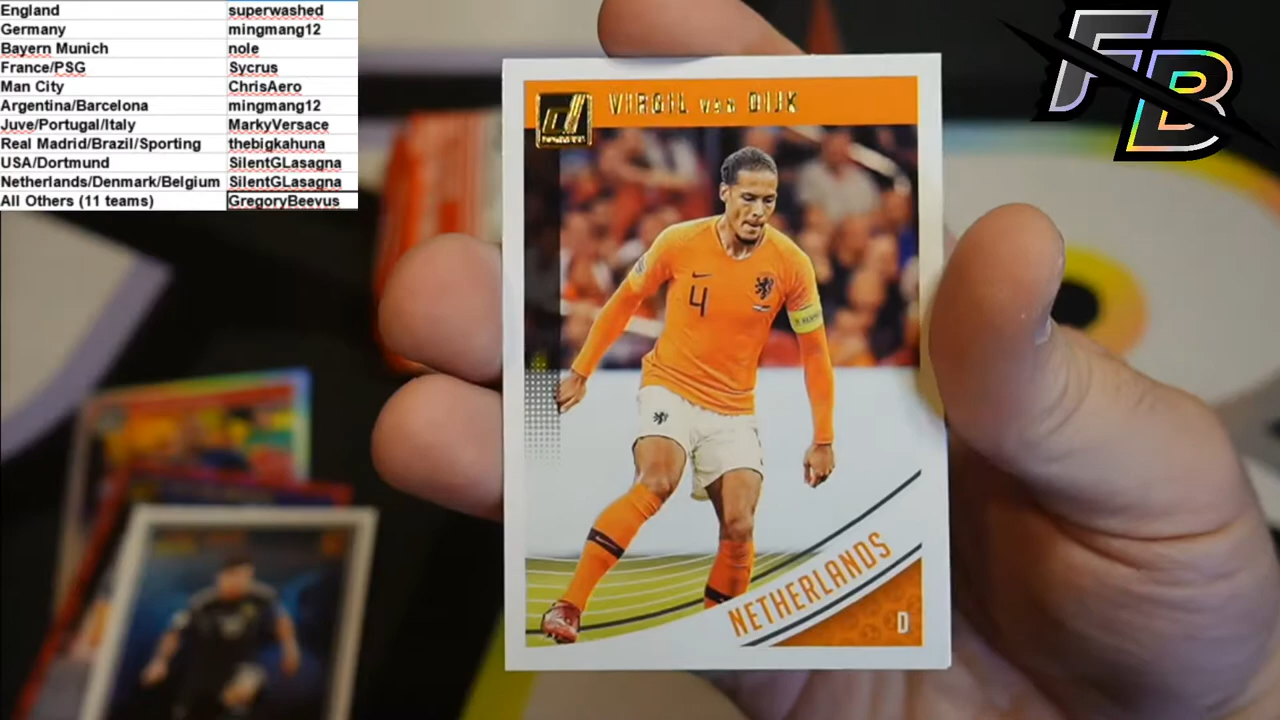 England superwashed
Germany mingmang12
Bayern Munich nole
France/PSG Sycrus
Man City ChrisAero
Argentina/Barcelona mingmang12
Juve/Portugal/Italy MarkyVersace
Real Madrid/Brazil/Sporting thebigkahuna
USA/Dortmund SilentGLasagna
Netherlands/Denmark/Belgium SilentGLasagna
All Others (11 teams) GregoryBeevus
FB
VIRGIL van DIJK
4
NETHERLANDS
D